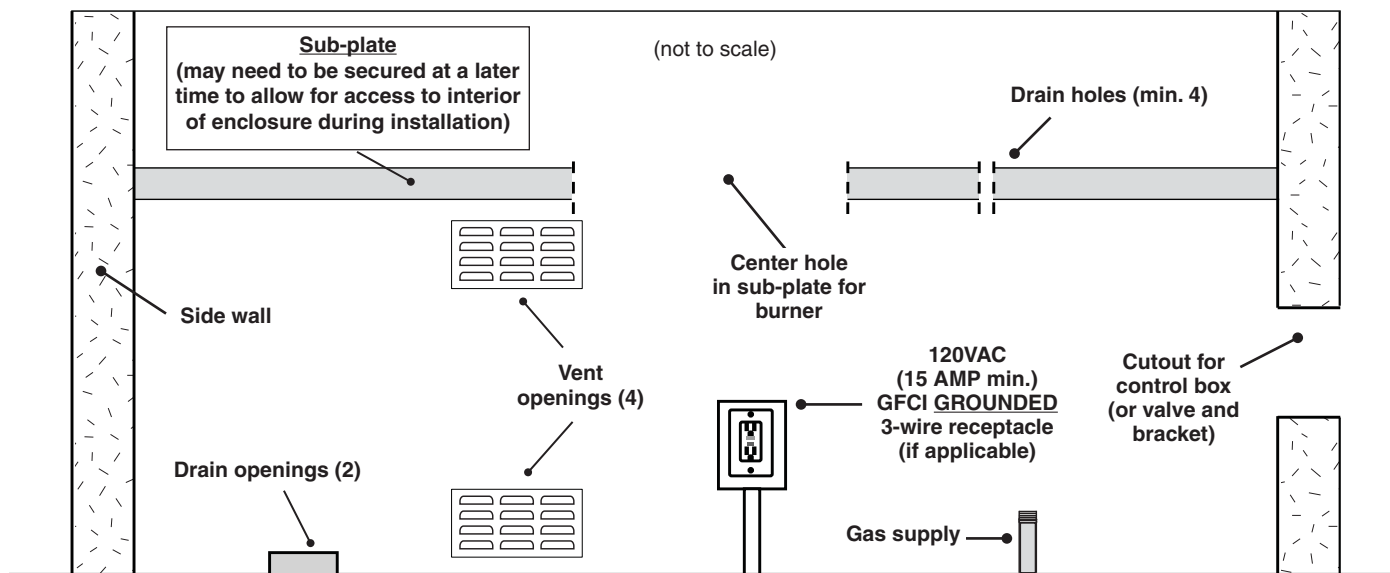 Sub-plate
(may need to be secured at a later
time to allow for access to interior
of enclosure during installation)
(not to scale)
Drain holes (min. 4)
Center hole
in sub-plate for
burner
Side wall
Vent
openings (4)
120VAC
(15 AMP min.)
GFCI GROUNDED
3-wire receptacle
(if applicable)
Cutout for
control box
(or valve and
bracket)
Drain openings (2)
Gas supply